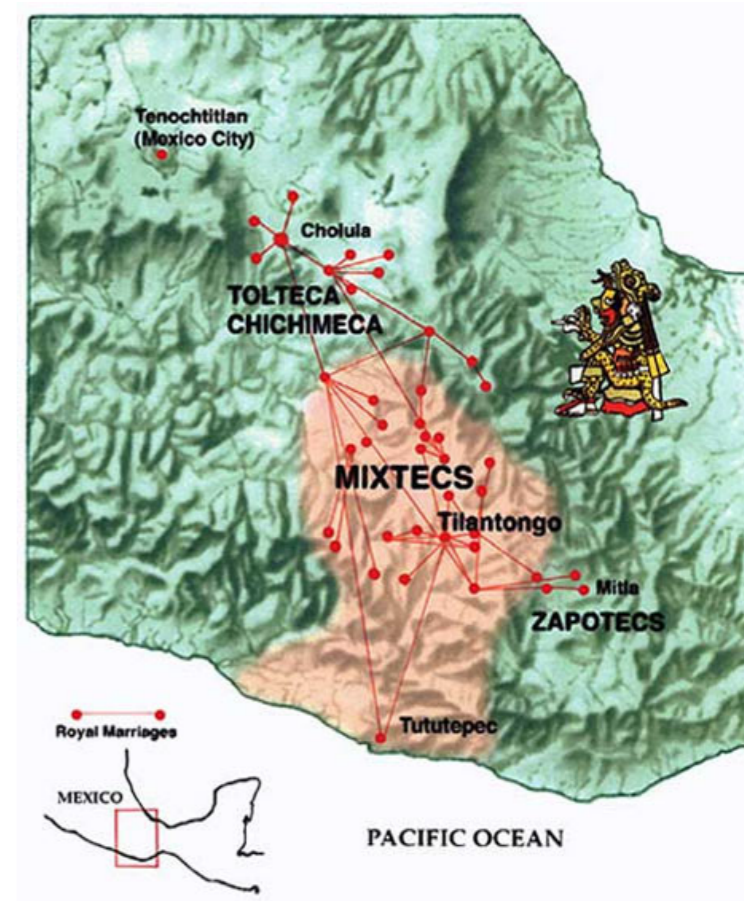 Tenochtitlan
(Mexico City)
Cholula
TOLTECA
CHICHIMECA
MIXTECS
Tilantongo
Mitla
ZAPOTECS
Tututepec
Royal Marriages
MEXICO
PACIFIC OCEAN